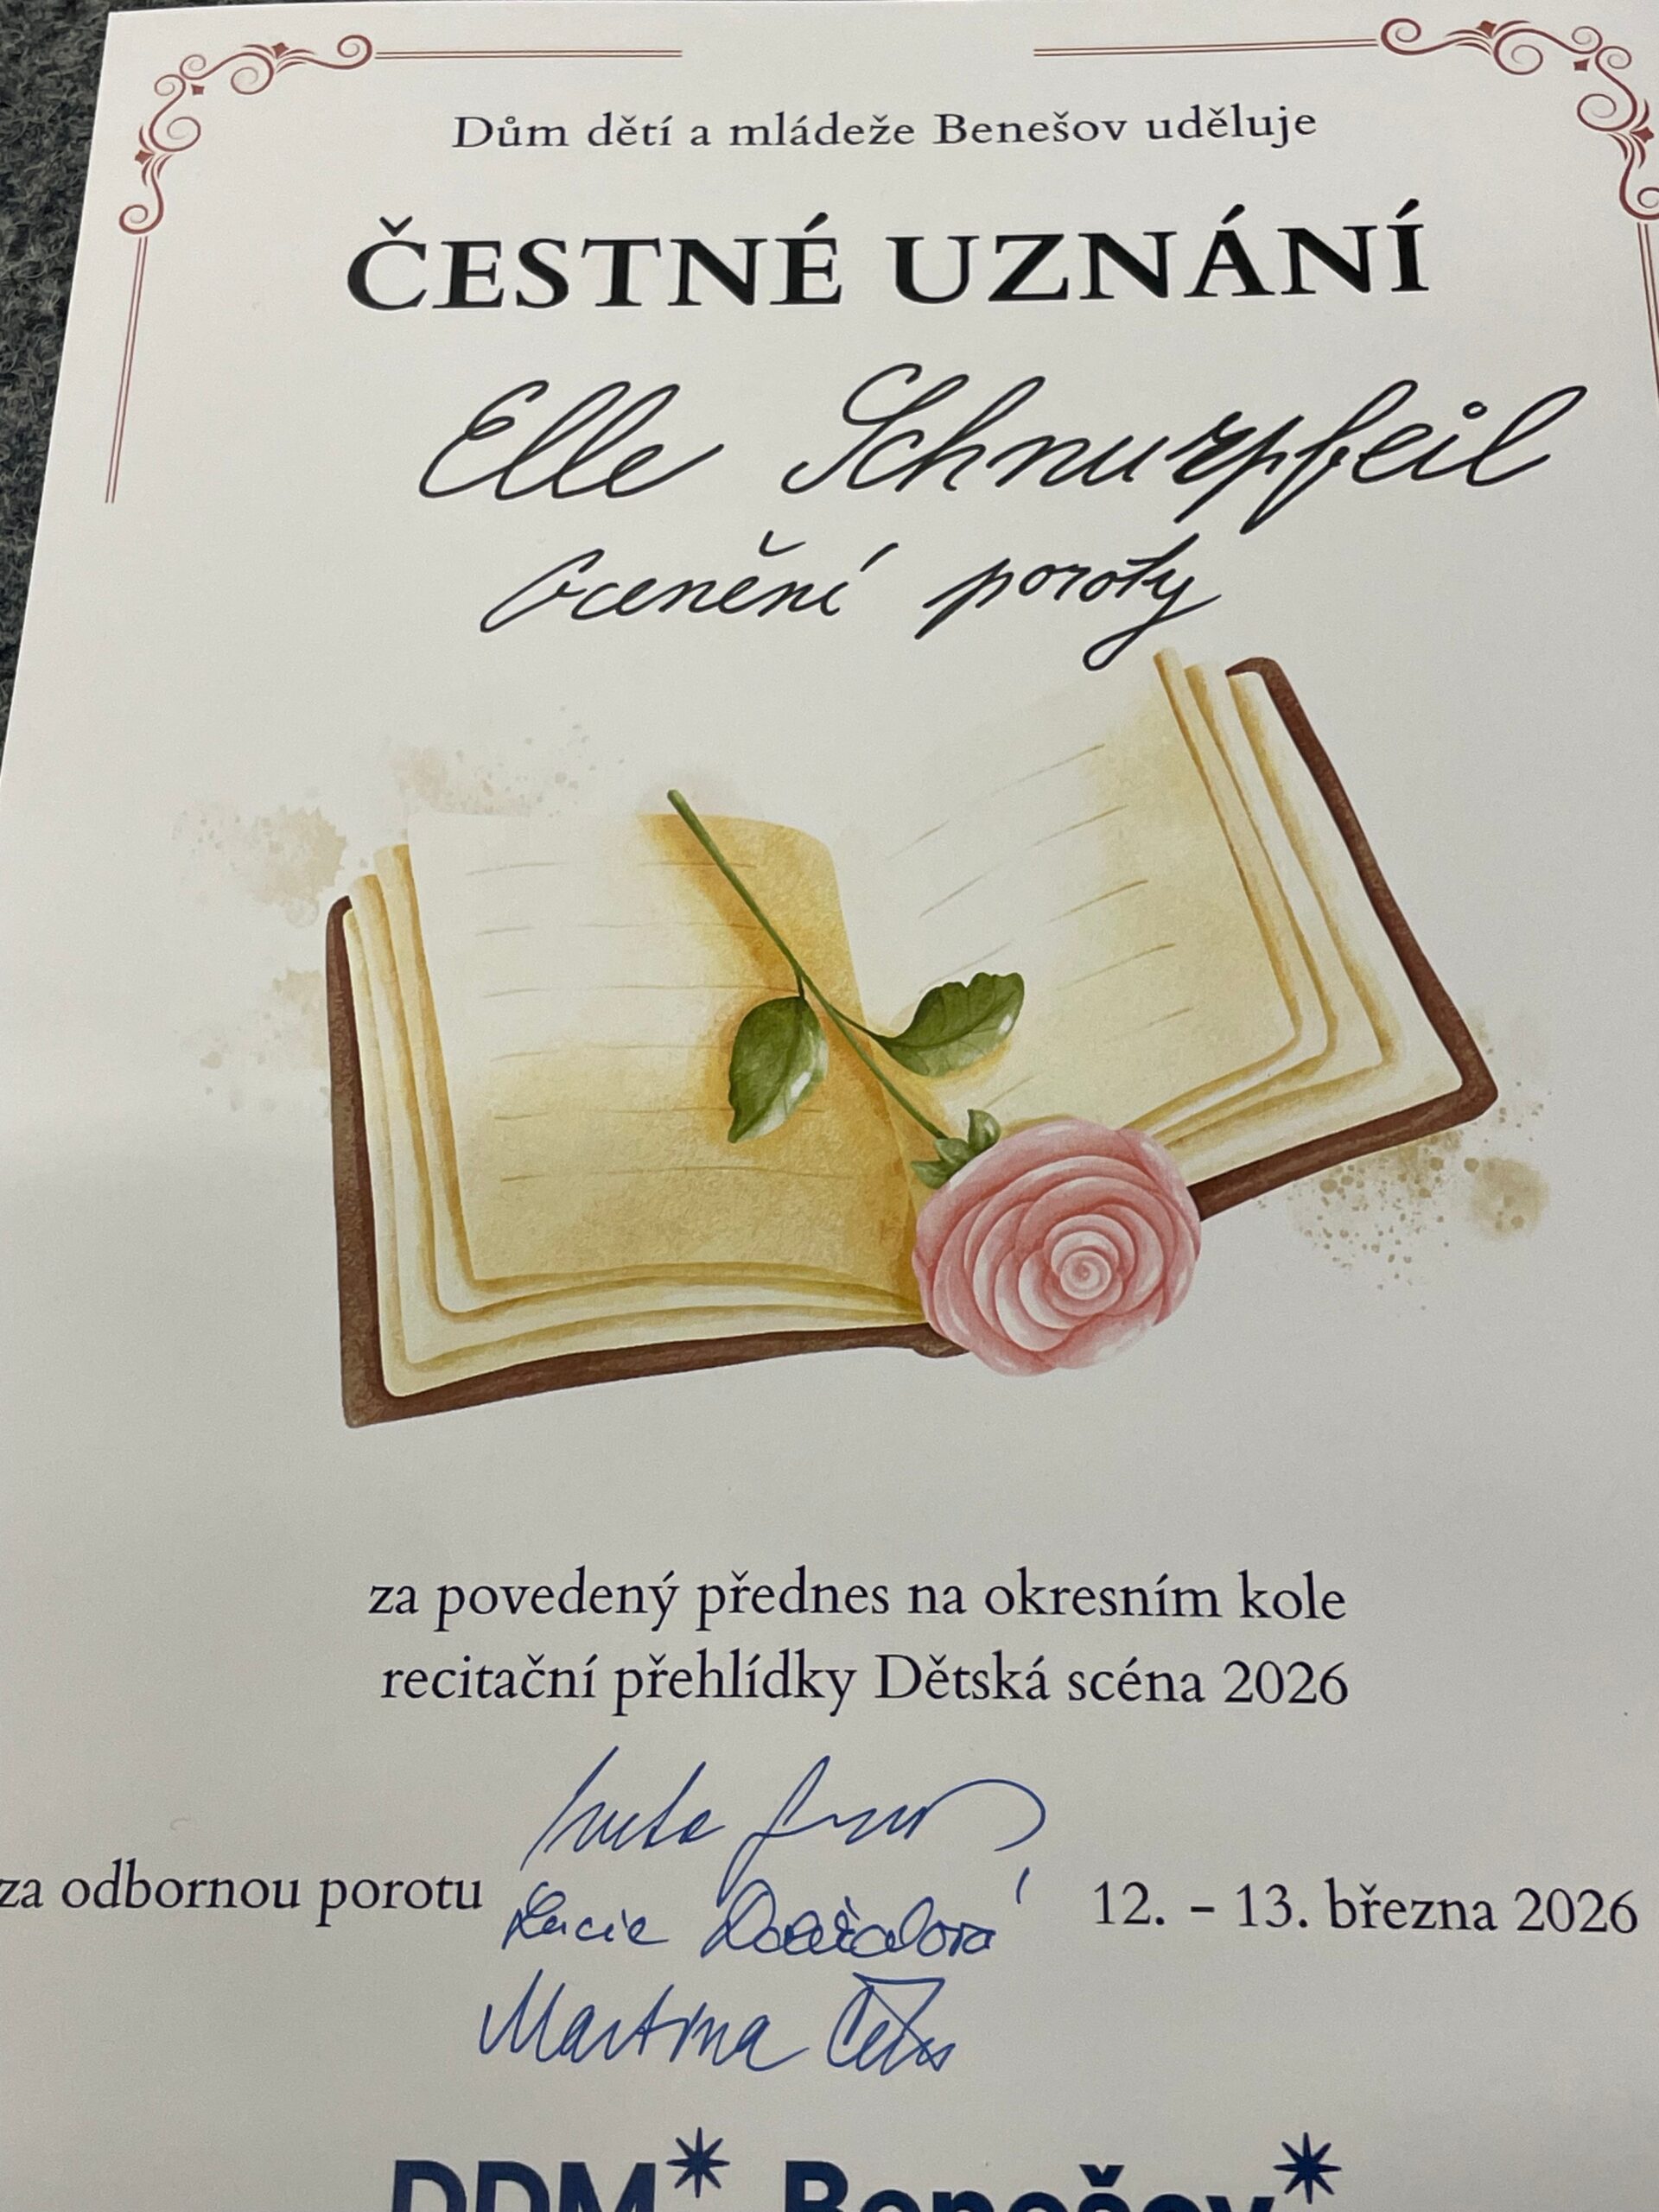 Dům dětí a mládeže Benešov uděluje
ČESTNÉ UZNÁNÍ
Elle Schnurpfeil
ocenění poroty
za povedený přednes na okresním kole
recitační přehlídky Dětská scéna 2026
za odbornou porotu
Lucie
12. – 13. března 2026
Martina
DDM* Benešov*